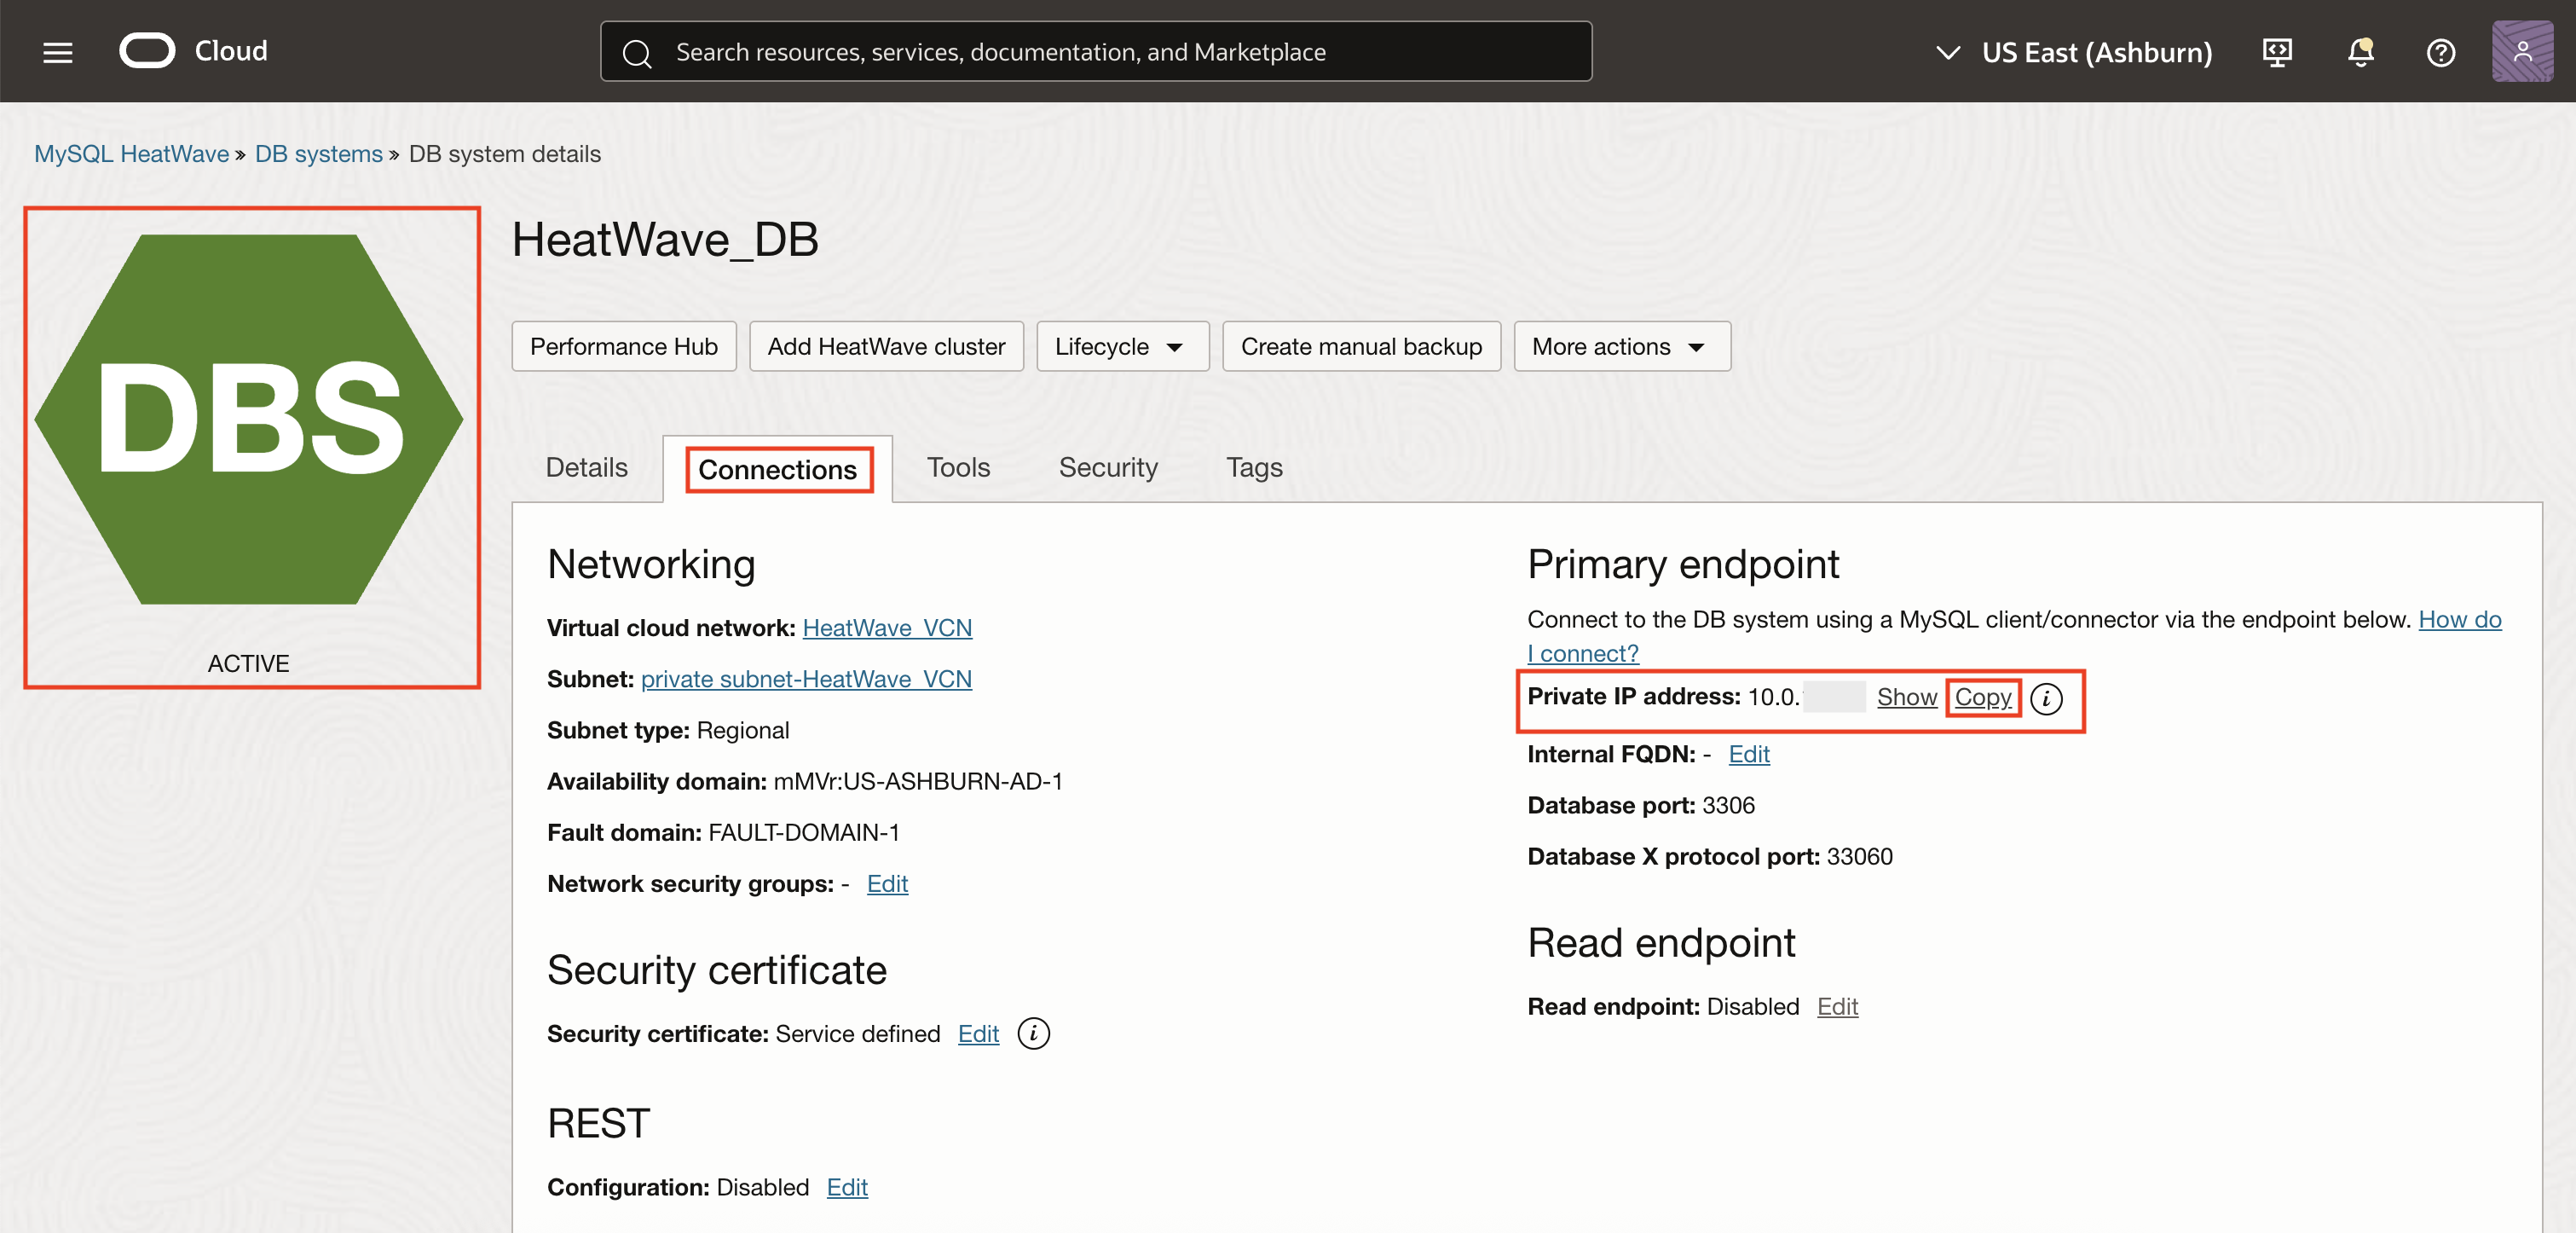 Cloud
Search resources, services, documentation, and Marketplace
US East (Ashburn)
MySQL HeatWave » DB systems » DB system details
DBS
ACTIVE
HeatWave_DB
Performance Hub
Add HeatWave cluster
Lifecycle
Create manual backup
More actions
Details
Connections
Tools
Security
Tags
Networking
Virtual cloud network: HeatWave_VCN
Subnet: private subnet-HeatWave_VCN
Subnet type: Regional
Availability domain: mMVr:US-ASHBURN-AD-1
Fault domain: FAULT-DOMAIN-1
Network security groups: - Edit
Security certificate
Security certificate: Service defined Edit
REST
Configuration: Disabled Edit
Primary endpoint
Connect to the DB system using a MySQL client/connector via the endpoint below. How do
I connect?
Private IP address: 10.0. Show Copy
Internal FQDN: - Edit
Database port: 3306
Database X protocol port: 33060
Read endpoint
Read endpoint: Disabled Edit